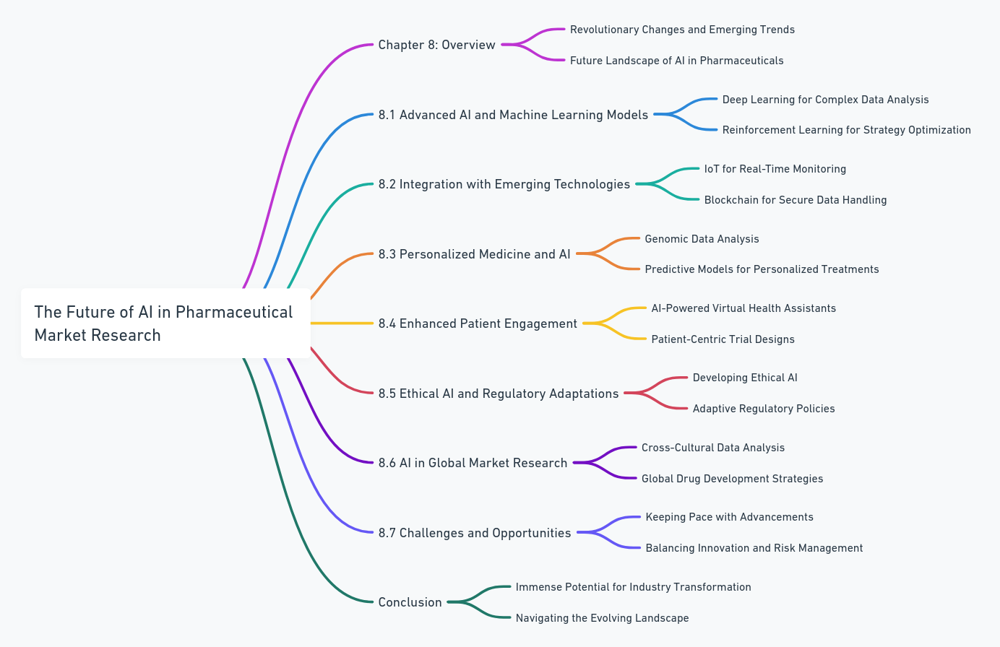 The Future of AI in Pharmaceutical
Market Research
Chapter 8: Overview
Revolutionary Changes and Emerging Trends
Future Landscape of AI in Pharmaceuticals
8.1 Advanced AI and Machine Learning Models
Deep Learning for Complex Data Analysis
Reinforcement Learning for Strategy Optimization
8.2 Integration with Emerging Technologies
IoT for Real-Time Monitoring
Blockchain for Secure Data Handling
8.3 Personalized Medicine and AI
Genomic Data Analysis
Predictive Models for Personalized Treatments
8.4 Enhanced Patient Engagement
AI-Powered Virtual Health Assistants
Patient-Centric Trial Designs
8.5 Ethical AI and Regulatory Adaptations
Developing Ethical AI
Adaptive Regulatory Policies
8.6 AI in Global Market Research
Cross-Cultural Data Analysis
Global Drug Development Strategies
8.7 Challenges and Opportunities
Keeping Pace with Advancements
Balancing Innovation and Risk Management
Conclusion
Immense Potential for Industry Transformation
Navigating the Evolving Landscape